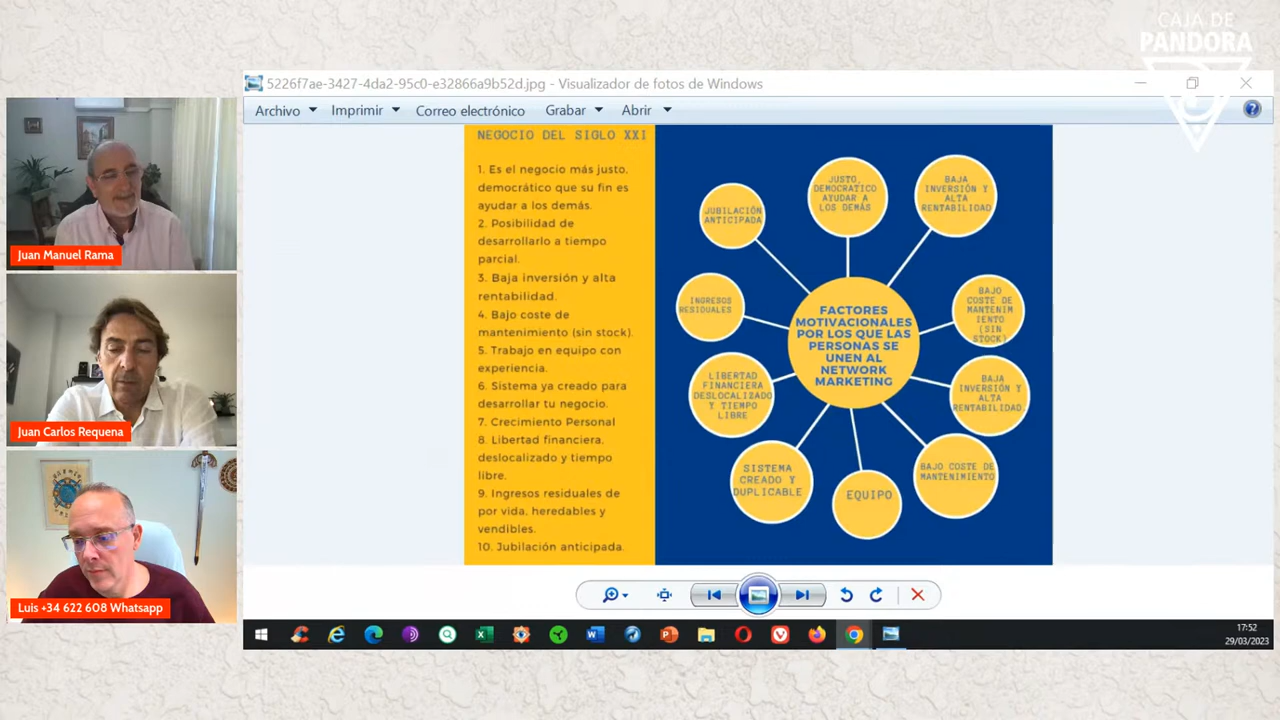 CAJA DE
PANDORA
5226f7ae-3427-4da2-95c0-e32866a9b52d.jpg - Visualizador de fotos de Windows
Archivo Imprimir Correo electrónico Grabar Abrir
Juan Manuel Rama
Juan Carlos Requena
Luis +34 622 608 Whatsapp
NEGOCIO DEL SIGLO XXI
1. Es el negocio más justo,
democrático que su fin es
ayudar a los demás.
2. Posibilidad de
desarrollarlo a tiempo
parcial.
3. Baja inversión y alta
rentabilidad.
4. Bajo coste de
mantenimiento (sin stock).
5. Trabajo en equipo con
experiencia.
6. Sistema ya creado para
desarrollar tu negocio.
7. Crecimiento Personal
8. Libertad financiera,
deslocalizado y tiempo
libre.
9. Ingresos residuales de
por vida, heredables y
vendibles.
10. Jubilación anticipada.
JUBILACIÓN
ANTICIPADA
JUSTO,
DEMOCRATICO
AYUDAR A
LOS DEMÁS
BAJA
INVERSIÓN Y
ALTA
RENTABILIDAD
INGRESOS
RESIDUALES
FACTORES
MOTIVACIONALES
POR LOS QUE LAS
PERSONAS SE
UNEN AL
NETWORK
MARKETING
BAJO
COSTE DE
MANTENIM
IENTO
(SIN
STOCK)
LIBERTAD
FINANCIERA
DESLOCALIZADO
Y TIEMPO
LIBRE
BAJA
INVERSIÓN Y
ALTA
RENTABILIDAD.
SISTEMA
CREADO Y
DUPLICABLE
EQUIPO
BAJO COSTE DE
MANTENIMIENTO
17:52
29/03/2023